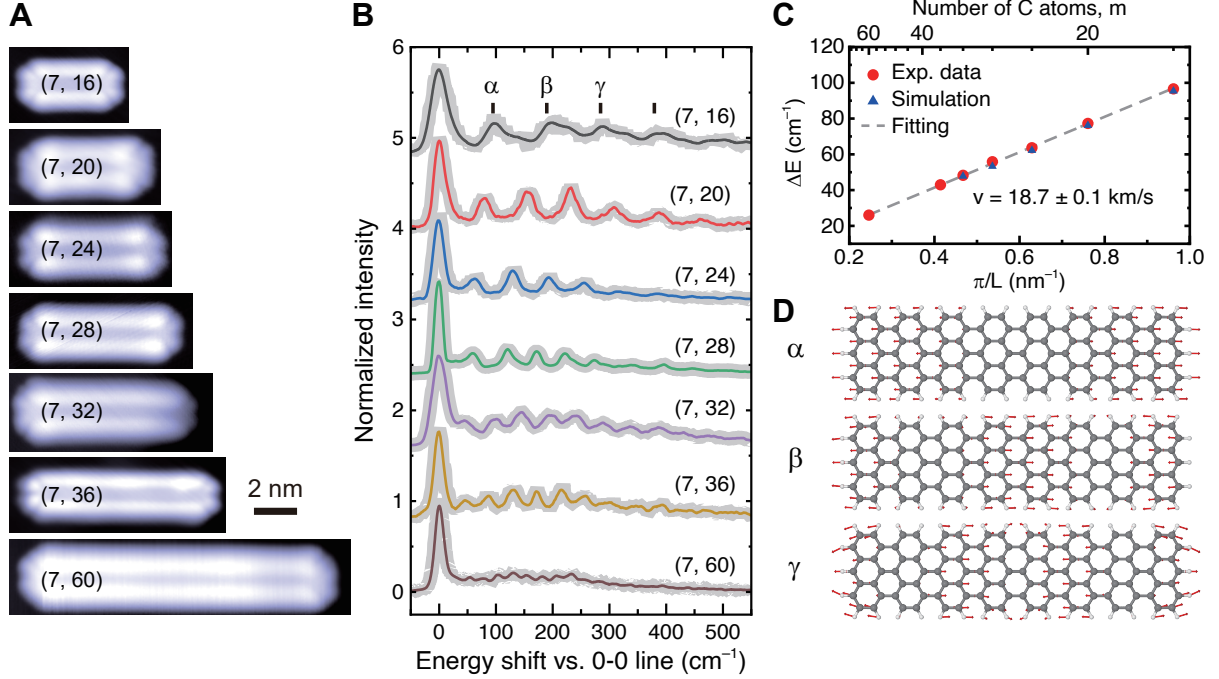 A
(7, 16)
(7, 20)
(7, 24)
(7, 28)
(7, 32)
(7, 36)
2 nm
(7, 60)
B
6
5
4
3
2
1
0
Normalized intensity
α β γ
(7, 16)
(7, 20)
(7, 24)
(7, 28)
(7, 32)
(7, 36)
(7, 60)
0 100 200 300 400 500
Energy shift vs. 0-0 line (cm⁻¹)
C
Number of C atoms, m
60 40 20
120
100
80
60
40
20
ΔE (cm⁻¹)
Exp. data
Simulation
Fitting
v = 18.7 ± 0.1 km/s
0.2 0.4 0.6 0.8 1.0
π/L (nm⁻¹)
D
α
β
γ